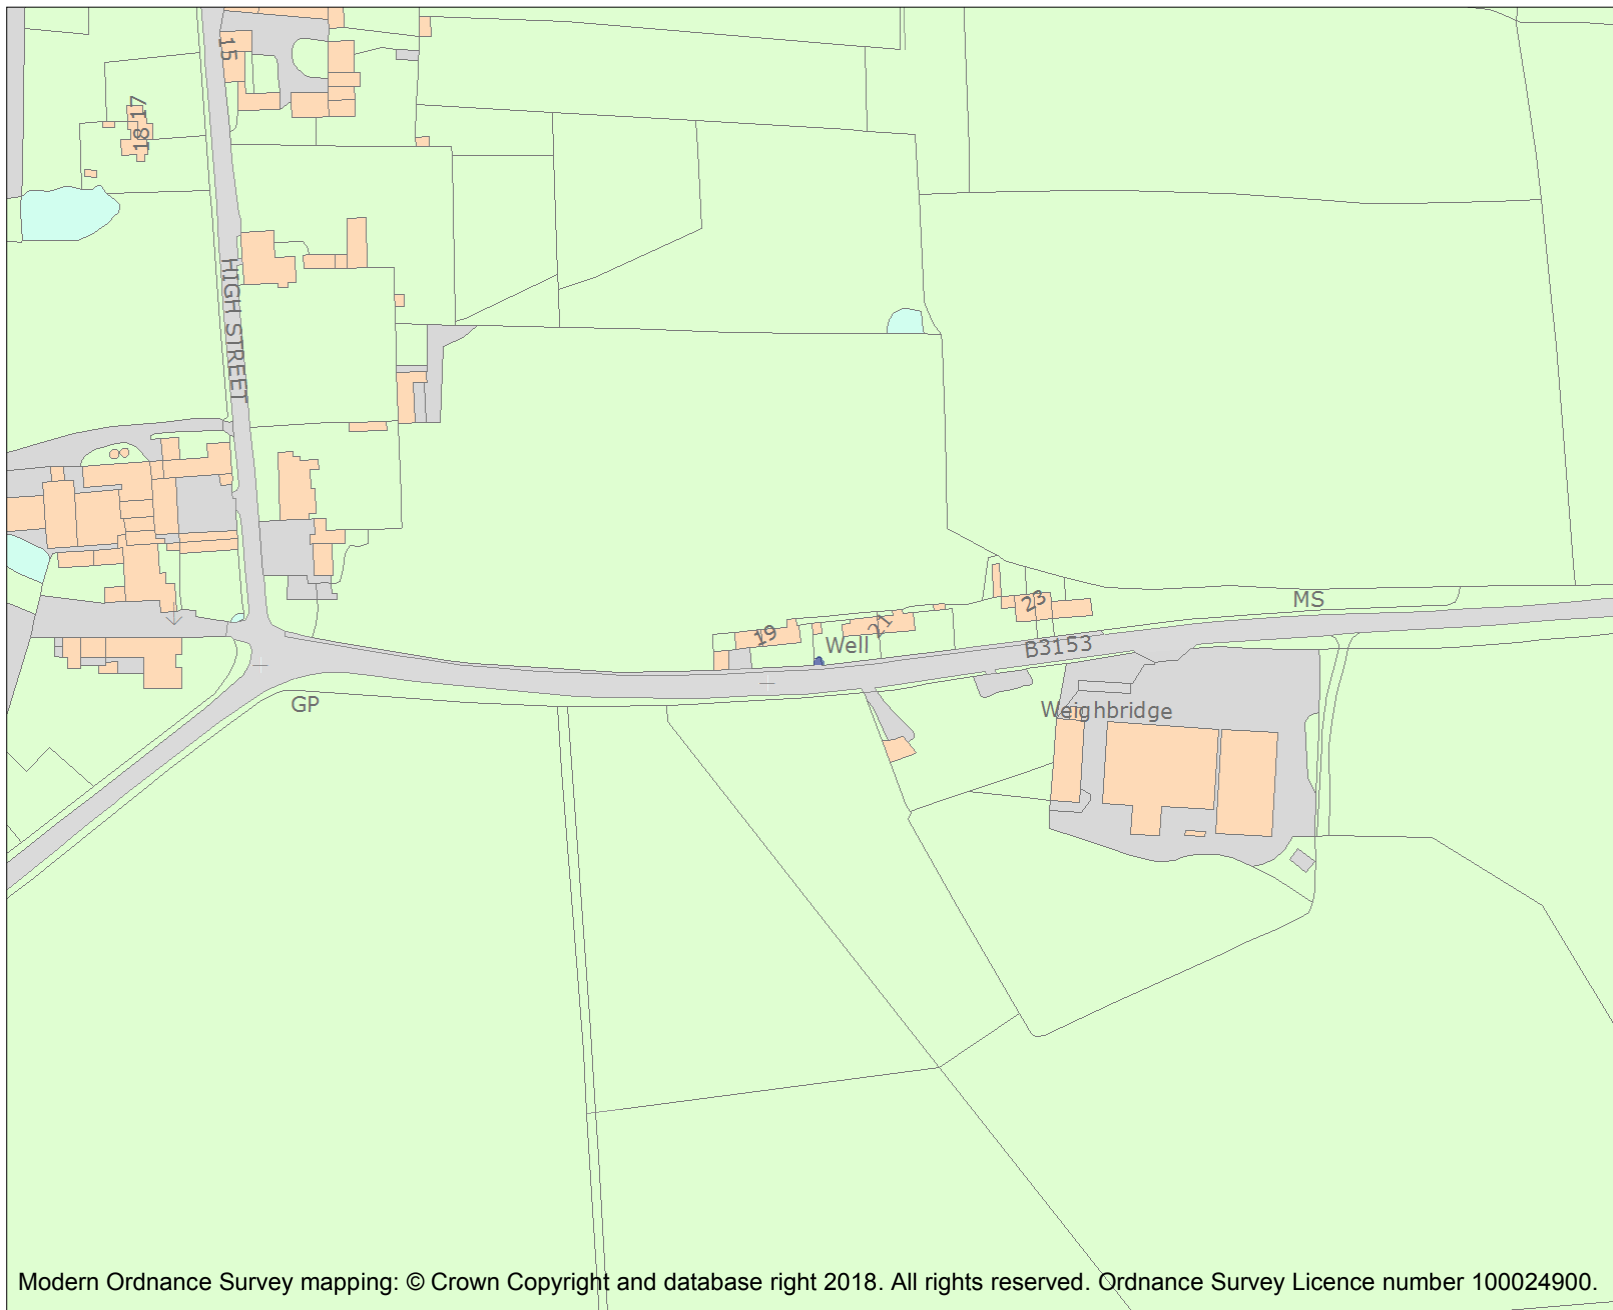 15
17
18
HIGH STREET
19
21
23
MS
Well
B3153
GP
Weighbridge
Modern Ordnance Survey mapping: © Crown Copyright and database right 2018. All rights reserved. Ordnance Survey Licence number 100024900.